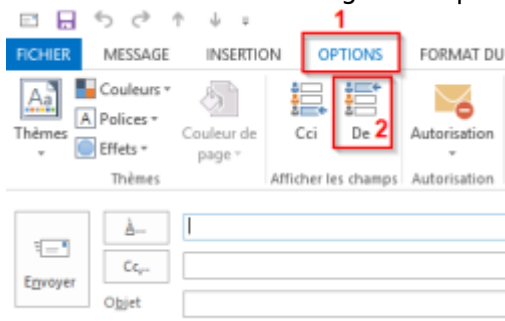 1
FICHIER MESSAGE INSERTION OPTIONS FORMAT DU
Aa Couleurs
A Polices
Thèmes Effets Couleur de page Cci De 2 Autorisation
Thèmes Afficher les champs Autorisation
À...
Cc...
Envoyer
Objet